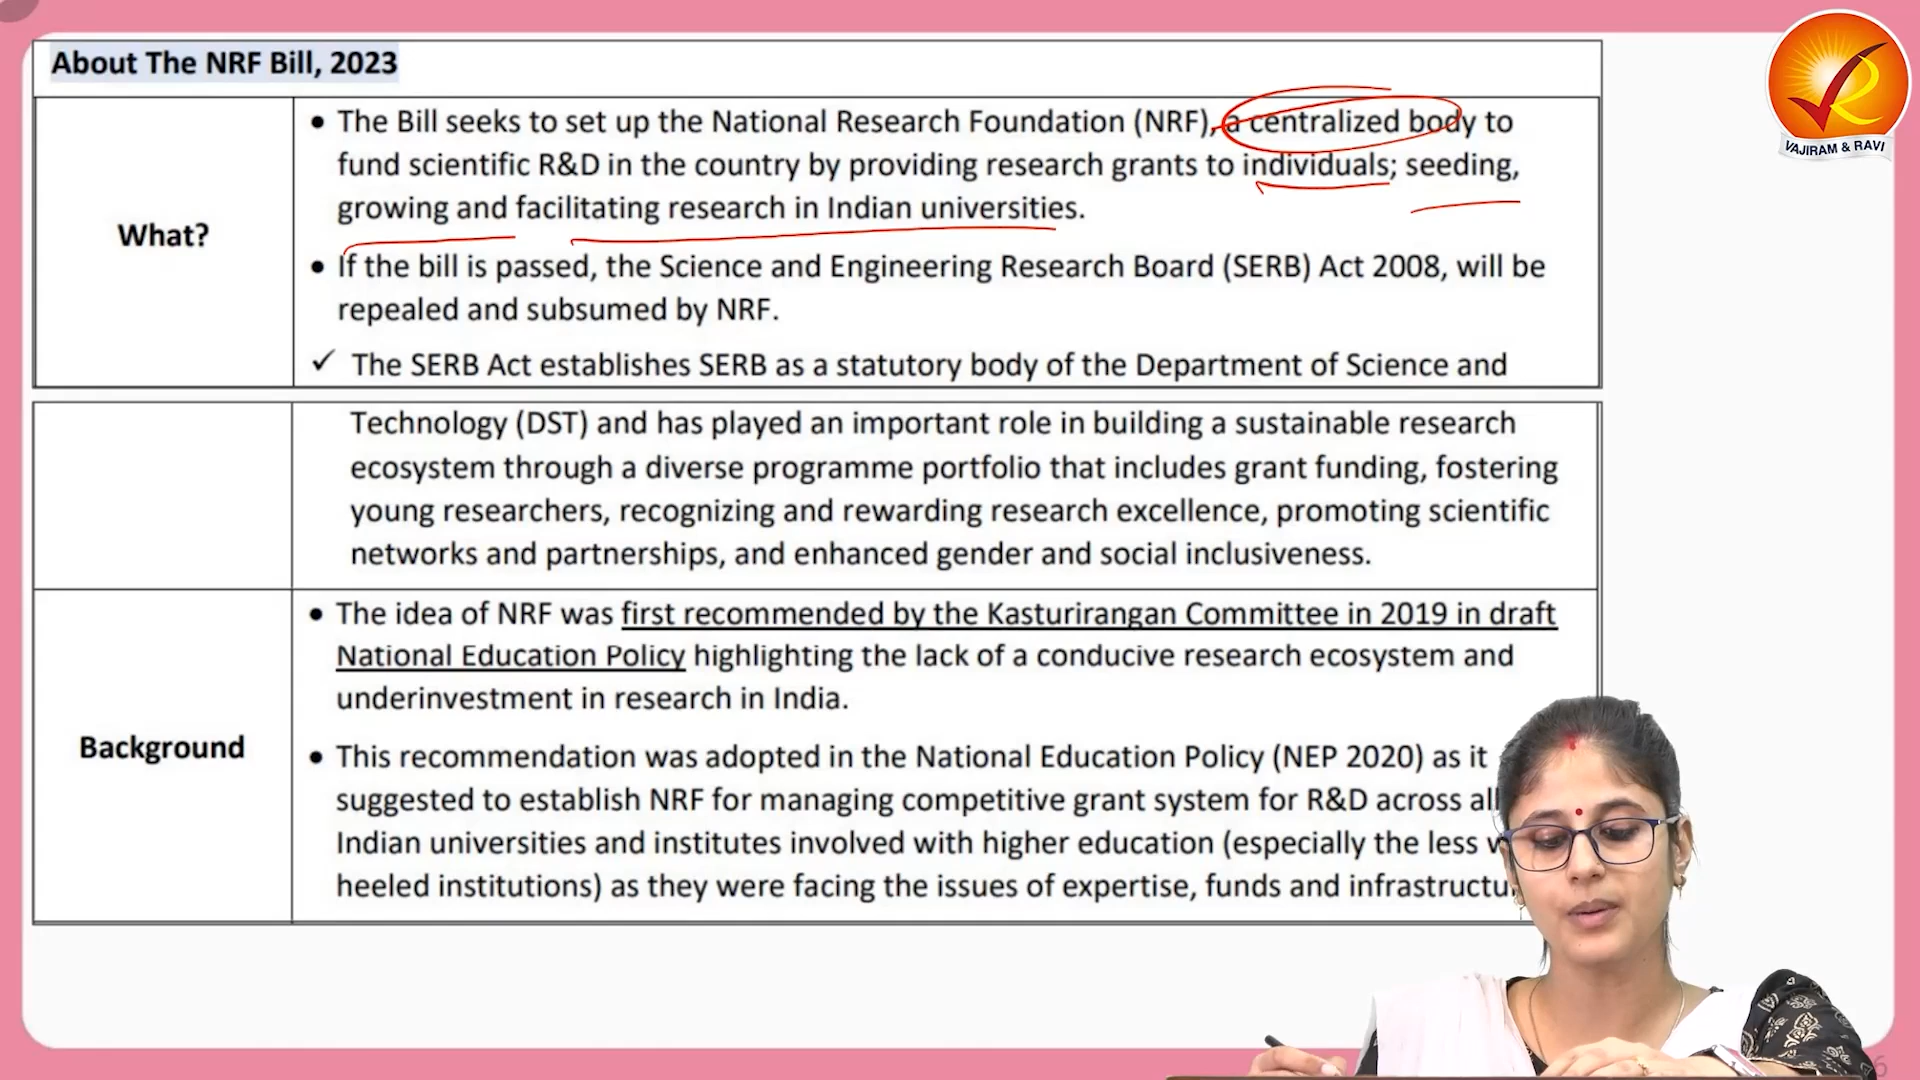 About The NRF Bill, 2023
What?
• The Bill seeks to set up the National Research Foundation (NRF), a centralized body to
fund scientific R&D in the country by providing research grants to individuals; seeding,
growing and facilitating research in Indian universities.
• If the bill is passed, the Science and Engineering Research Board (SERB) Act 2008, will be
repealed and subsumed by NRF.
✓ The SERB Act establishes SERB as a statutory body of the Department of Science and
Technology (DST) and has played an important role in building a sustainable research
ecosystem through a diverse programme portfolio that includes grant funding, fostering
young researchers, recognizing and rewarding research excellence, promoting scientific
networks and partnerships, and enhanced gender and social inclusiveness.
Background
• The idea of NRF was first recommended by the Kasturirangan Committee in 2019 in draft
National Education Policy highlighting the lack of a conducive research ecosystem and
underinvestment in research in India.
• This recommendation was adopted in the National Education Policy (NEP 2020) as it
suggested to establish NRF for managing competitive grant system for R&D across all
Indian universities and institutes involved with higher education (especially the less
heeled institutions) as they were facing the issues of expertise, funds and
VAJIRAM & RAVI